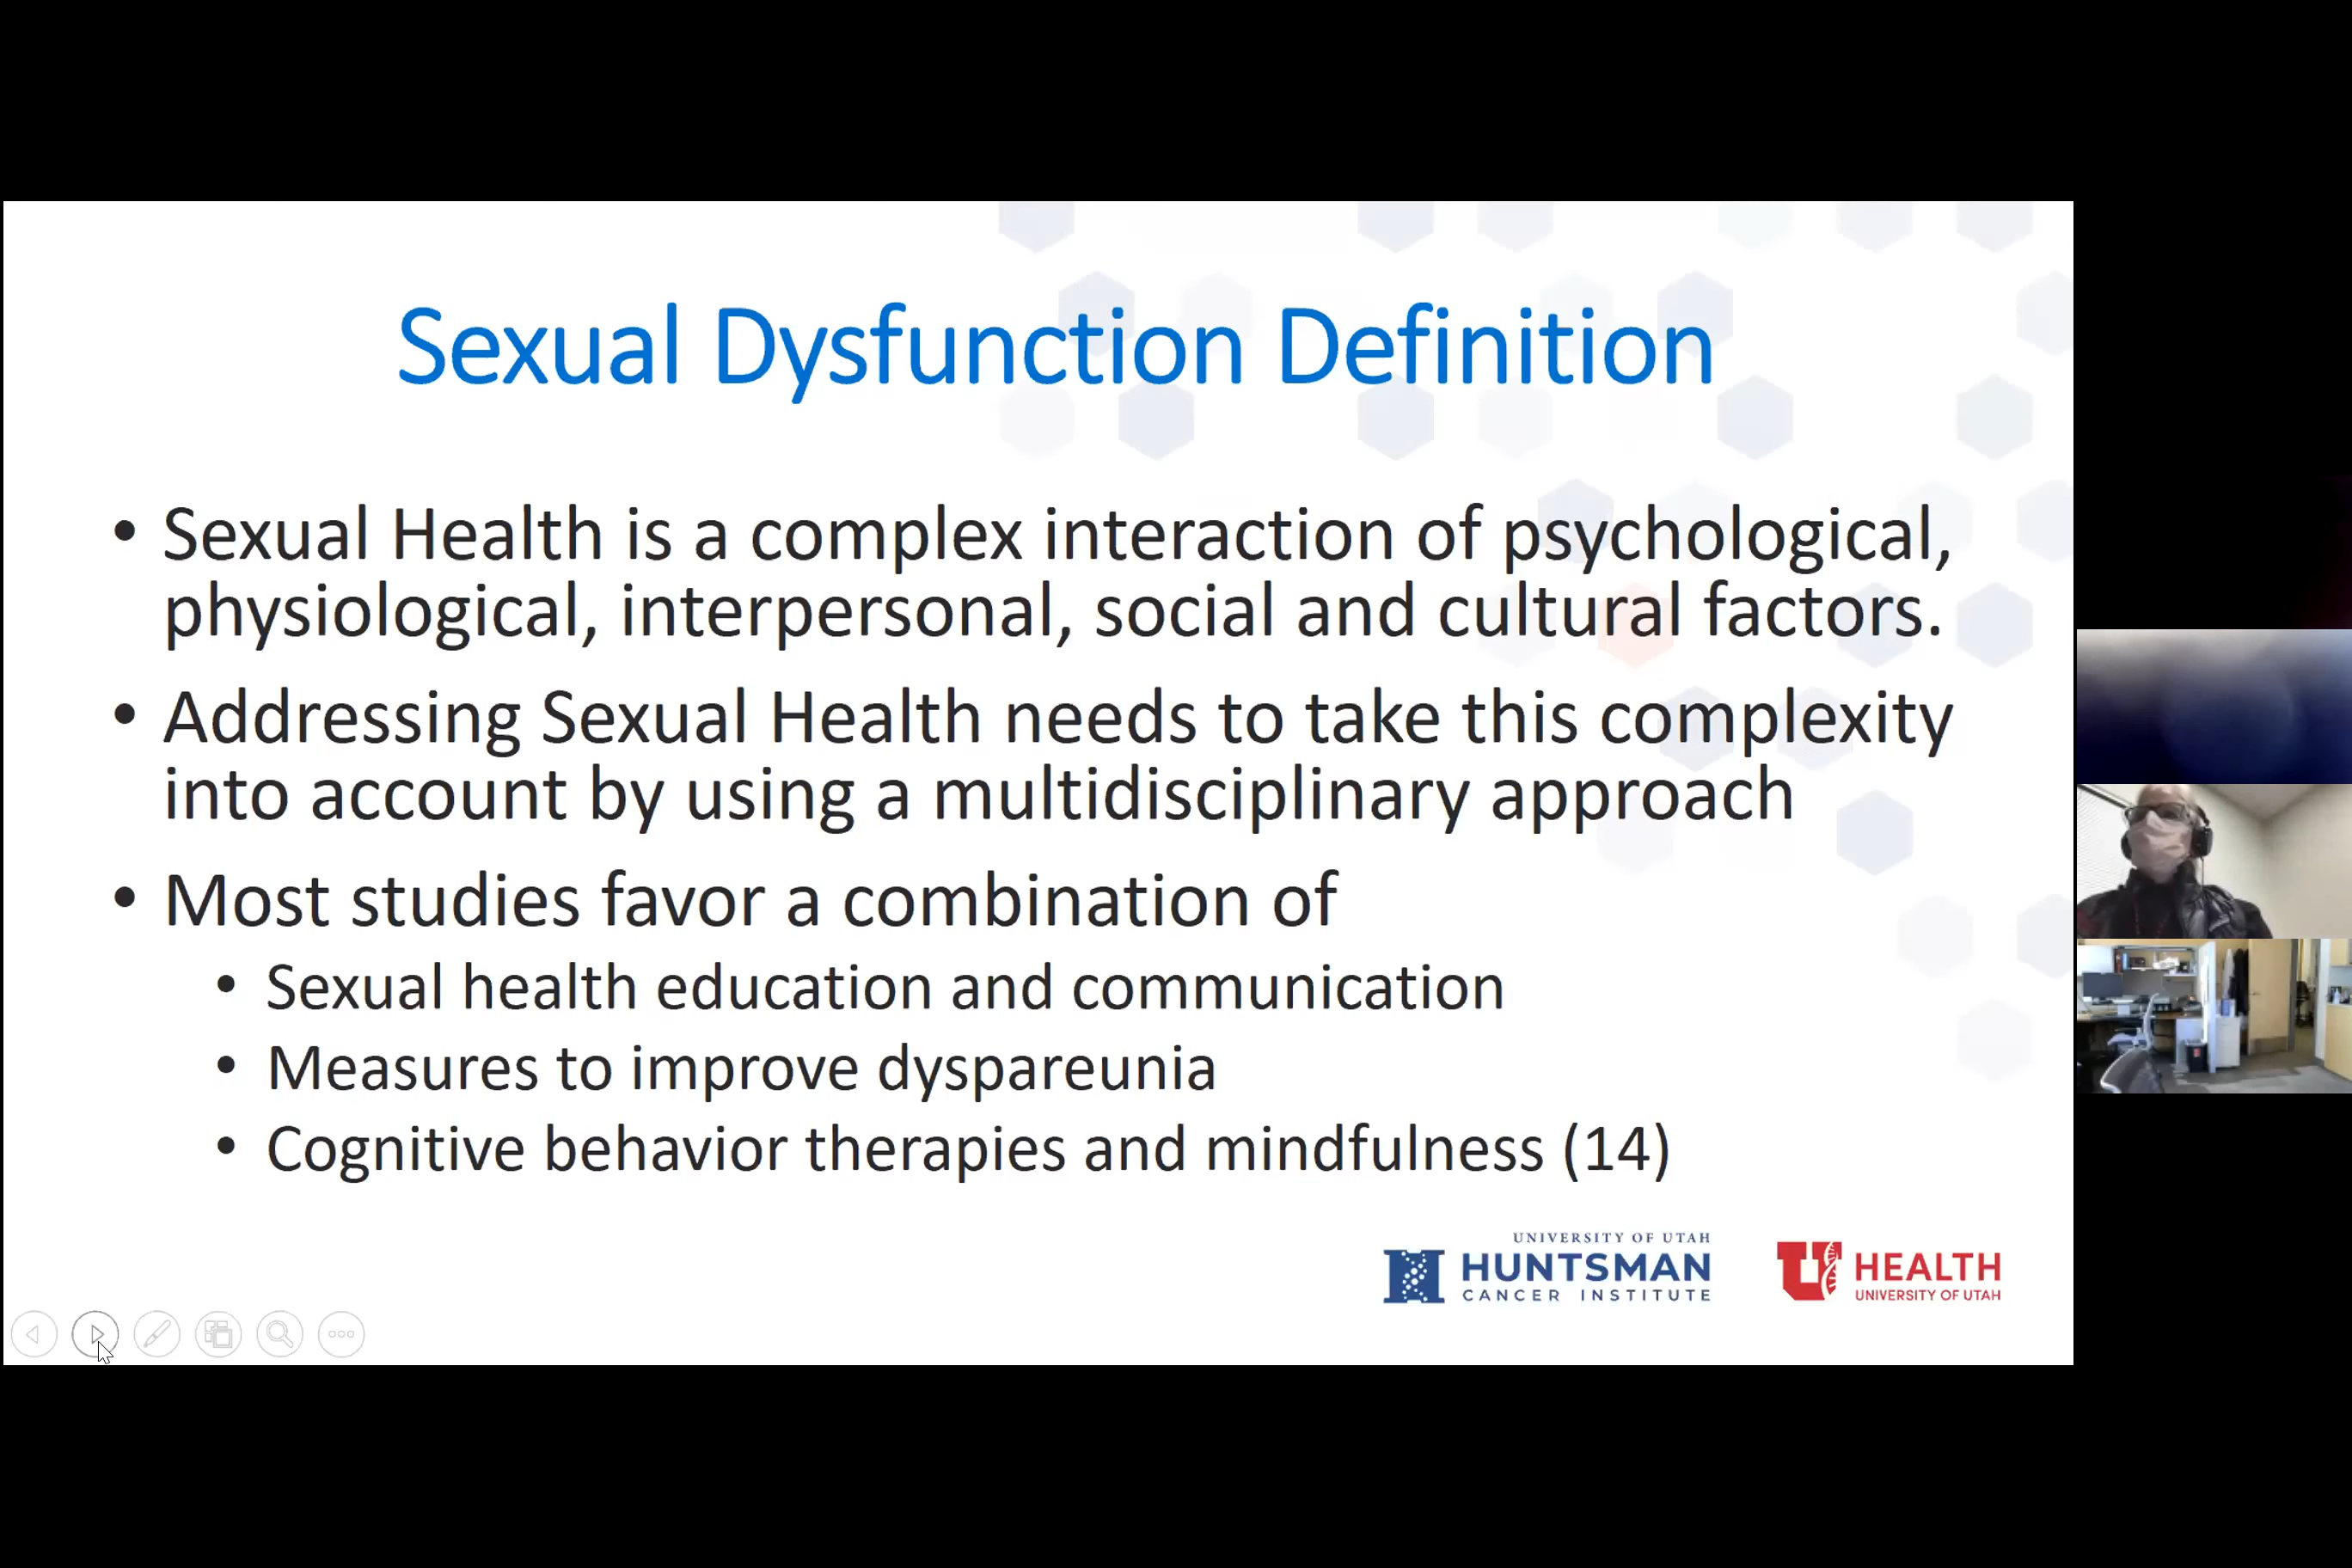 Sexual Dysfunction Definition
• Sexual Health is a complex interaction of psychological,
physiological, interpersonal, social and cultural factors.
• Addressing Sexual Health needs to take this complexity
into account by using a multidisciplinary approach
• Most studies favor a combination of
• Sexual health education and communication
• Measures to improve dyspareunia
• Cognitive behavior therapies and mindfulness (14)
UNIVERSITY OF UTAH
HUNTSMAN
CANCER INSTITUTE
U HEALTH
UNIVERSITY OF UTAH